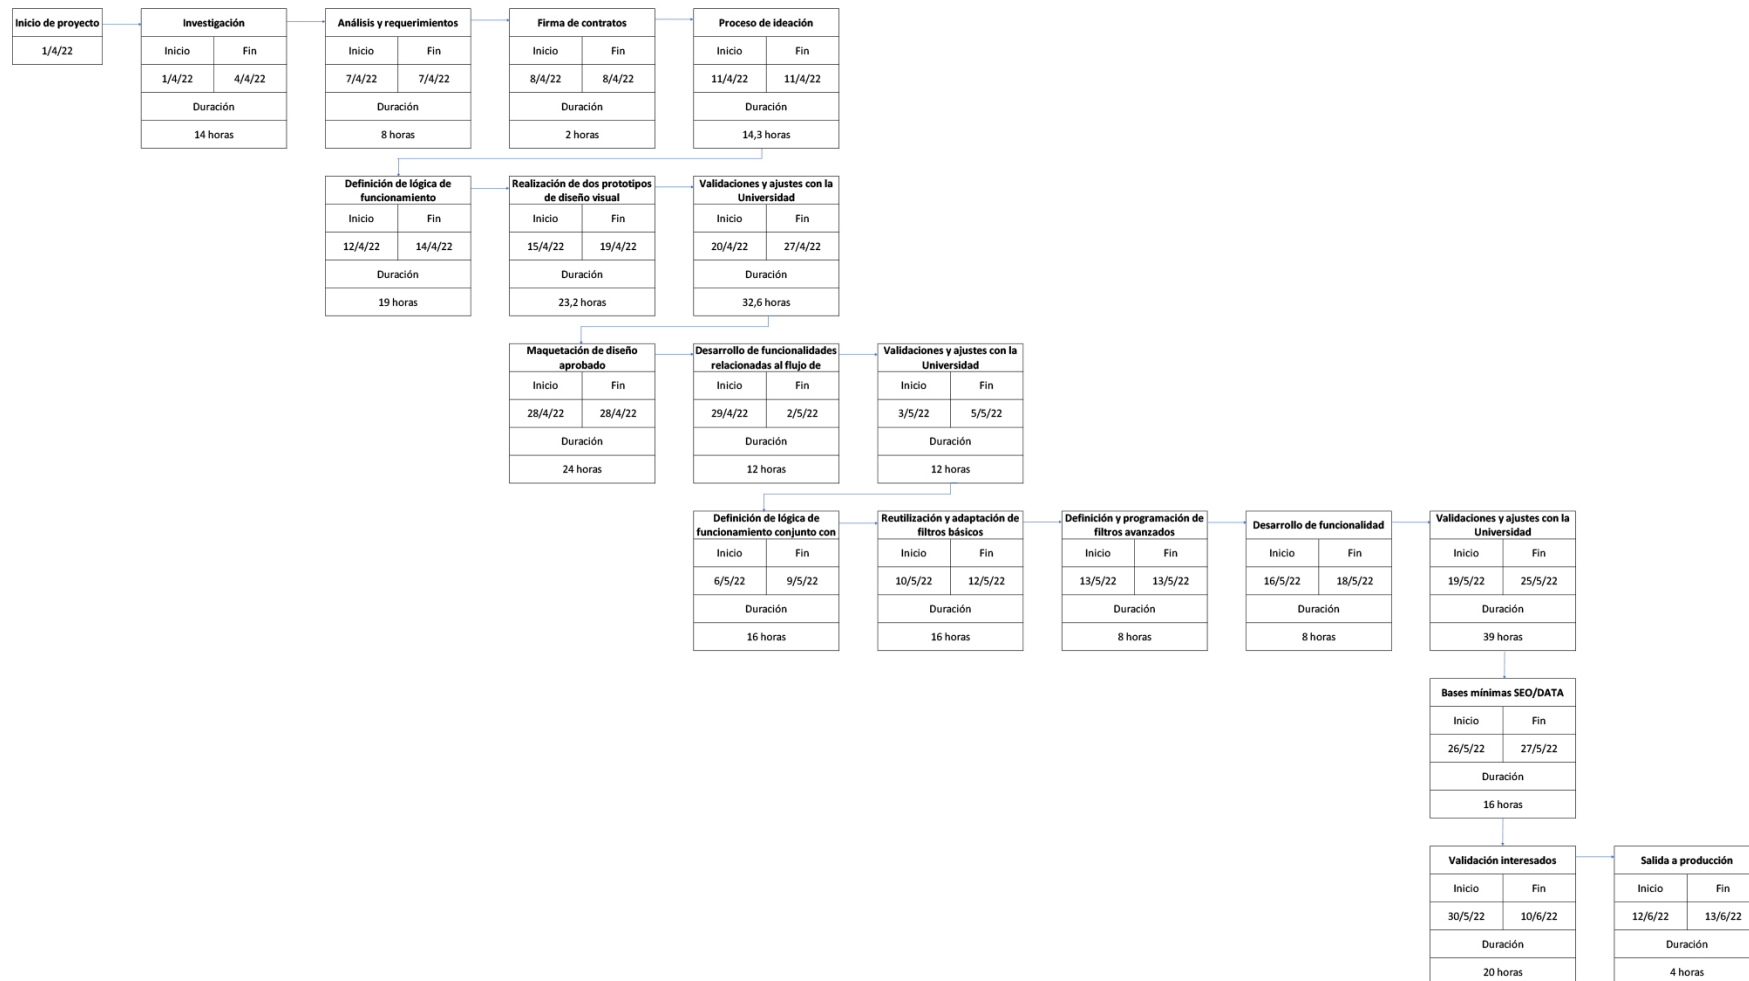 Inicio de proyecto
1/4/22
Investigación
Inicio Fin
1/4/22 4/4/22
Duración
14 horas
Análisis y requerimientos
Inicio Fin
7/4/22 7/4/22
Duración
8 horas
Firma de contratos
Inicio Fin
8/4/22 8/4/22
Duración
2 horas
Proceso de ideación
Inicio Fin
11/4/22 11/4/22
Duración
14,3 horas
Definición de lógica de
funcionamiento
Inicio Fin
12/4/22 14/4/22
Duración
19 horas
Realización de dos prototipos
de diseño visual
Inicio Fin
15/4/22 19/4/22
Duración
23,2 horas
Validaciones y ajustes con la
Universidad
Inicio Fin
20/4/22 27/4/22
Duración
32,6 horas
Maquetación de diseño
aprobado
Inicio Fin
28/4/22 28/4/22
Duración
24 horas
Desarrollo de funcionalidades
relacionadas al flujo de
Inicio Fin
29/4/22 2/5/22
Duración
12 horas
Validaciones y ajustes con la
Universidad
Inicio Fin
3/5/22 5/5/22
Duración
12 horas
Definición de lógica de
funcionamiento conjunto con
Inicio Fin
6/5/22 9/5/22
Duración
16 horas
Reutilización y adaptación de
filtros básicos
Inicio Fin
10/5/22 12/5/22
Duración
16 horas
Definición y programación de
filtros avanzados
Inicio Fin
13/5/22 13/5/22
Duración
8 horas
Desarrollo de funcionalidad
Inicio Fin
16/5/22 18/5/22
Duración
8 horas
Validaciones y ajustes con la
Universidad
Inicio Fin
19/5/22 25/5/22
Duración
39 horas
Bases mínimas SEO/DATA
Inicio Fin
26/5/22 27/5/22
Duración
16 horas
Validación interesados
Inicio Fin
30/5/22 10/6/22
Duración
20 horas
Salida a producción
Inicio Fin
12/6/22 13/6/22
Duración
4 horas